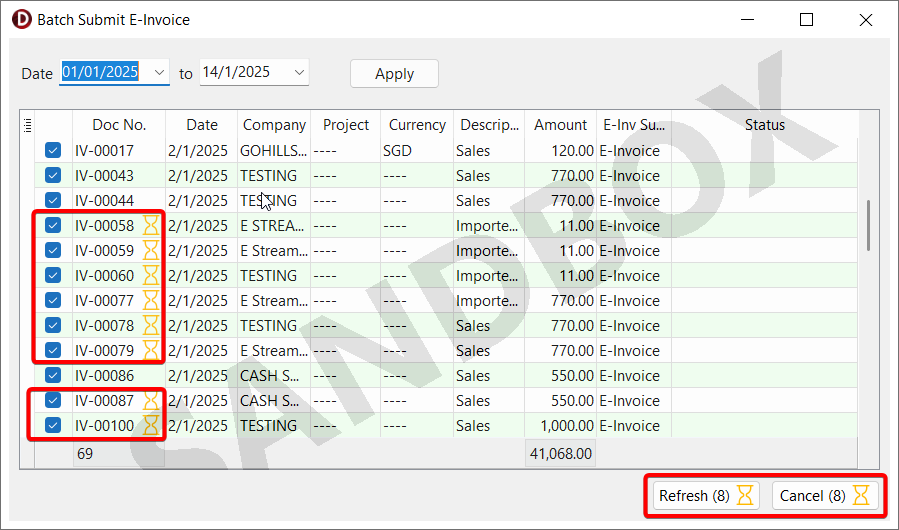 Batch Submit E-Invoice
Date 01/01/2025 to 14/1/2025 Apply
Doc No. Date Company Project Currency Descrip... Amount E-Inv Su... Status
IV-00017 2/1/2025 GOHILLS... ---- SGD Sales 120.00 E-Invoice
IV-00043 2/1/2025 TESTING ---- ---- Sales 770.00 E-Invoice
IV-00044 2/1/2025 TESTING ---- ---- Sales 770.00 E-Invoice
IV-00058 2/1/2025 E STREA... ---- ---- Importe... 11.00 E-Invoice
IV-00059 2/1/2025 E Stream... ---- ---- Importe... 11.00 E-Invoice
IV-00060 2/1/2025 TESTING ---- ---- Importe... 11.00 E-Invoice
IV-00077 2/1/2025 E Stream... ---- ---- Importe... 770.00 E-Invoice
IV-00078 2/1/2025 TESTING ---- ---- Sales 770.00 E-Invoice
IV-00079 2/1/2025 E Stream... ---- ---- Sales 770.00 E-Invoice
IV-00086 2/1/2025 CASH S... ---- ---- Sales 550.00 E-Invoice
IV-00087 2/1/2025 CASH S... ---- ---- Sales 550.00 E-Invoice
IV-00100 2/1/2025 TESTING ---- ---- Sales 1,000.00 E-Invoice
69 41,068.00
SANDBOX
Refresh (8) Cancel (8)